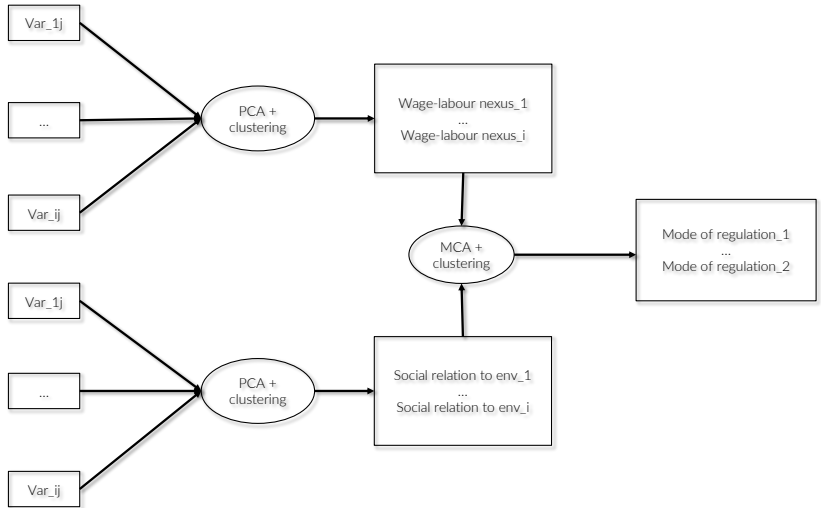 Var_1j
...
Var_ij
PCA +
clustering
Wage-labour nexus_1
...
Wage-labour nexus_i
MCA +
clustering
Mode of regulation_1
...
Mode of regulation_2
Var_1j
...
Var_ij
PCA +
clustering
Social relation to env_1
...
Social relation to env_i